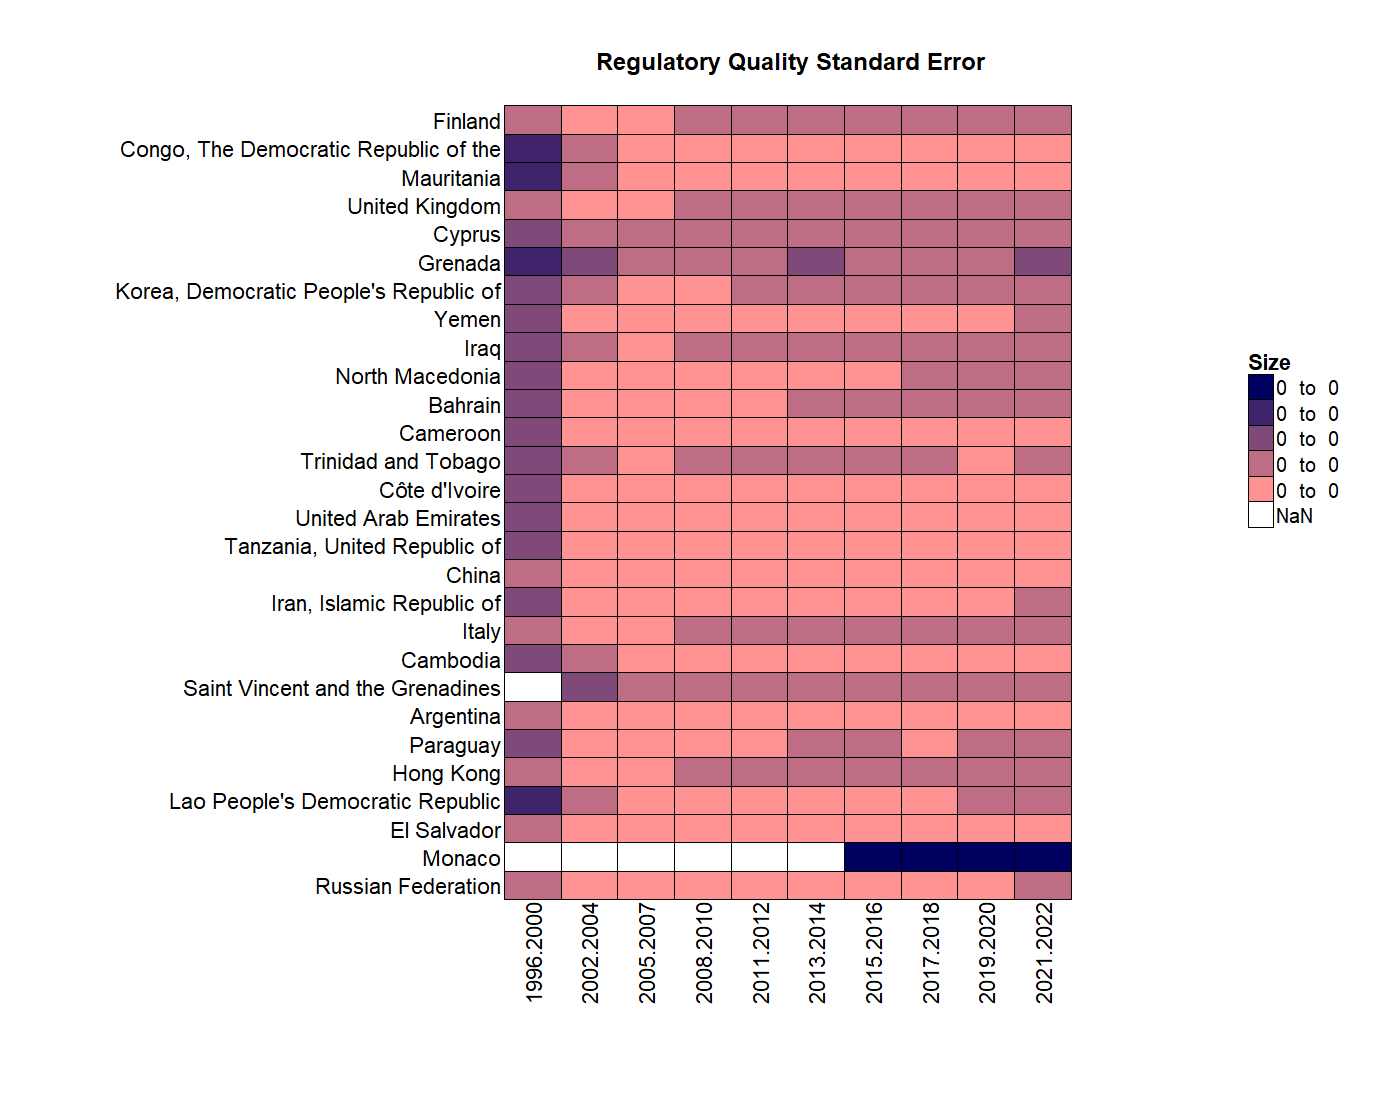 Regulatory Quality Standard Error
Finland
Congo, The Democratic Republic of the
Mauritania
United Kingdom
Cyprus
Grenada
Korea, Democratic People's Republic of
Yemen
Iraq
North Macedonia
Bahrain
Cameroon
Trinidad and Tobago
Côte d'Ivoire
United Arab Emirates
Tanzania, United Republic of
China
Iran, Islamic Republic of
Italy
Cambodia
Saint Vincent and the Grenadines
Argentina
Paraguay
Hong Kong
Lao People's Democratic Republic
El Salvador
Monaco
Russian Federation
1996.2000
2002.2004
2005.2007
2008.2010
2011.2012
2013.2014
2015.2016
2017.2018
2019.2020
2021.2022
Size
0 to 0
0 to 0
0 to 0
0 to 0
0 to 0
NaN